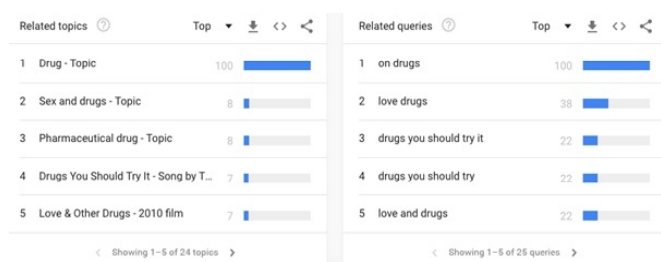 Related topics
Top
1 Drug - Topic 100
2 Sex and drugs - Topic 8
3 Pharmaceutical drug - Topic 8
4 Drugs You Should Try It - Song by T... 7
5 Love & Other Drugs - 2010 film 7
Showing 1–5 of 24 topics
Related queries
Top
1 on drugs 100
2 love drugs 38
3 drugs you should try it 22
4 drugs you should try 22
5 love and drugs 22
Showing 1–5 of 25 queries